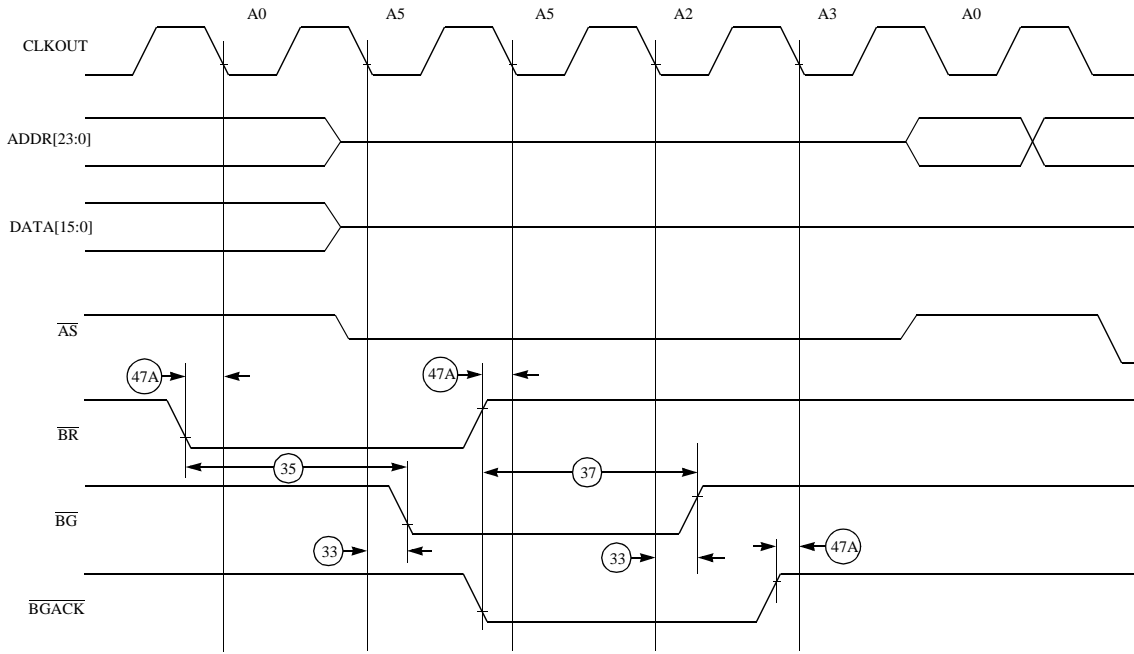 A0 A5 A5 A2 A3 A0
CLKOUT
ADDR[23:0]
DATA[15:0]
AS
47A 47A
BR
35 37
BG
33 33 47A
BGACK